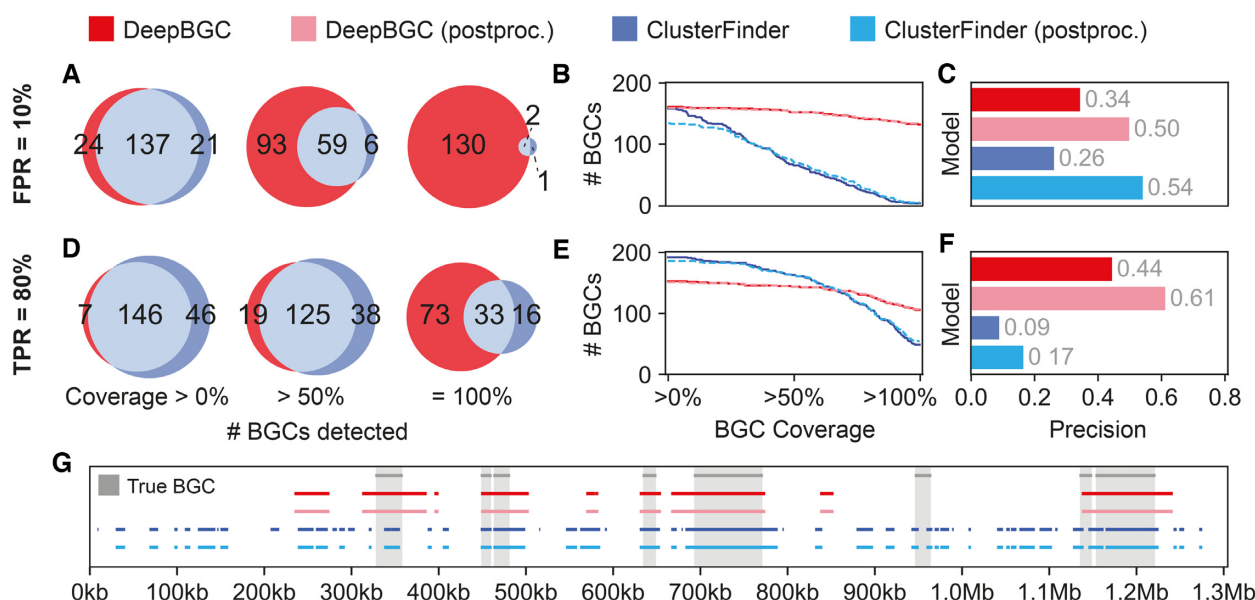 DeepBGC DeepBGC (postproc.) ClusterFinder ClusterFinder (postproc.)
A B C
FPR = 10%
24 137 21
93 59 6
130 2 1
# BGCs
200
100
0
Model
0.34
0.50
0.26
0.54
D E F
TPR = 80%
7 146 46
19 125 38
73 33 16
Coverage > 0% > 50% = 100%
# BGCs detected
# BGCs
200
100
0
>0% >50% >100%
BGC Coverage
Model
0.44
0.61
0.09
0 17
0.0 0.2 0.4 0.6 0.8
Precision
G
True BGC
0kb 100kb 200kb 300kb 400kb 500kb 600kb 700kb 800kb 900kb 1.0Mb 1.1Mb 1.2Mb 1.3Mb